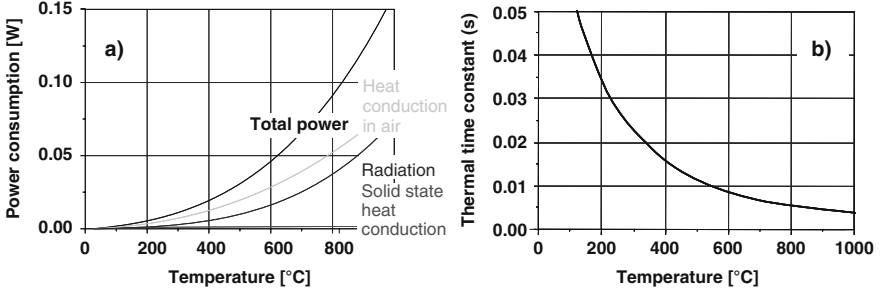 a)
Power consumption [W]
0.15
0.10
0.05
0.00
Heat
conduction
in air
Total power
Radiation
Solid state
heat
conduction
0
200
400
600
800
Temperature [°C]
b)
Thermal time constant (s)
0.05
0.04
0.03
0.02
0.01
0.00
0
200
400
600
800
1000
Temperature [°C]